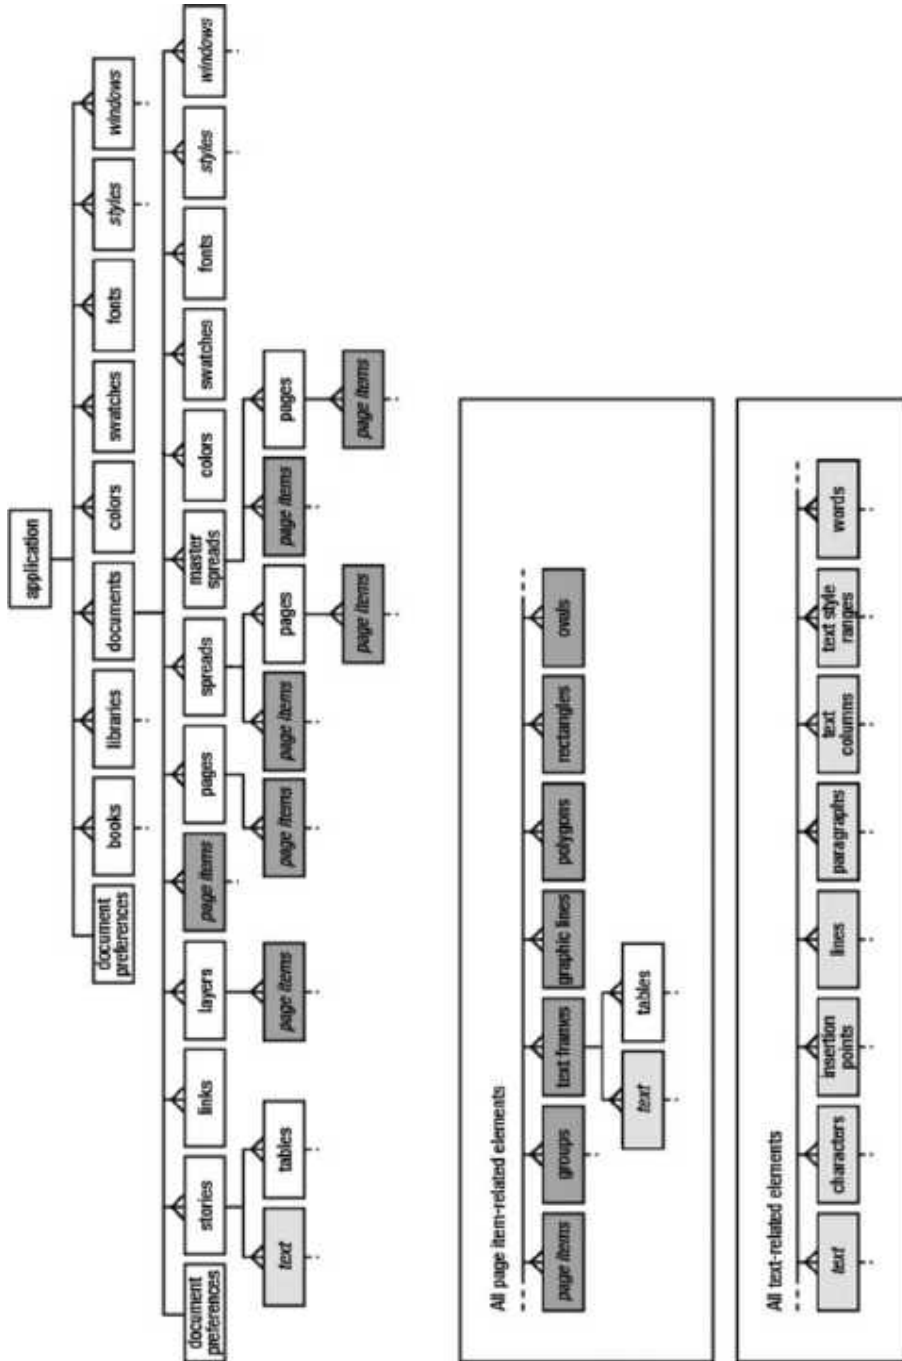 application
document
preferences
books
libraries
documents
colors
swatches
fonts
styles
windows
document
preferences
stories
links
layers
page items
pages
spreads
master
spreads
colors
swatches
fonts
styles
windows
text
tables
page items
page items
page items
pages
page items
pages
page items
page items
All page item-related elements
page items
groups
text frames
graphic lines
polygons
rectangles
ovals
text
tables
All text-related elements
text
characters
insertion
points
lines
paragraphs
text
columns
text style
ranges
words